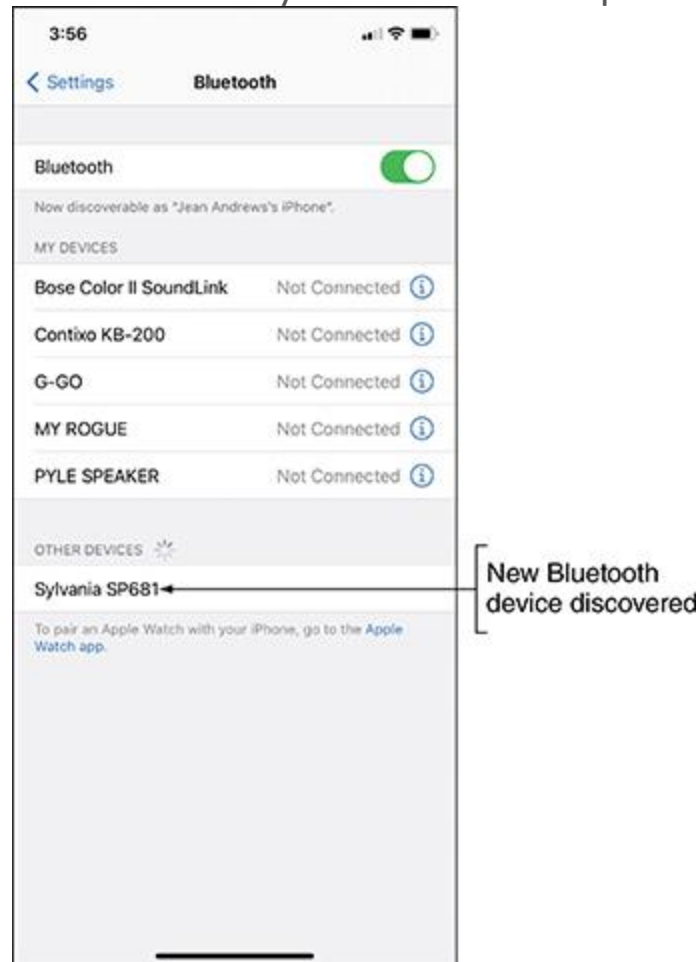 3:56
Settings
Bluetooth
Bluetooth
Now discoverable as "Jean Andrews's iPhone".
MY DEVICES
Bose Color II SoundLink Not Connected
Contixo KB-200 Not Connected
G-GO Not Connected
MY ROGUE Not Connected
PYLE SPEAKER Not Connected
OTHER DEVICES
Sylvania SP681
New Bluetooth
device discovered
To pair an Apple Watch with your iPhone, go to the Apple
Watch app.